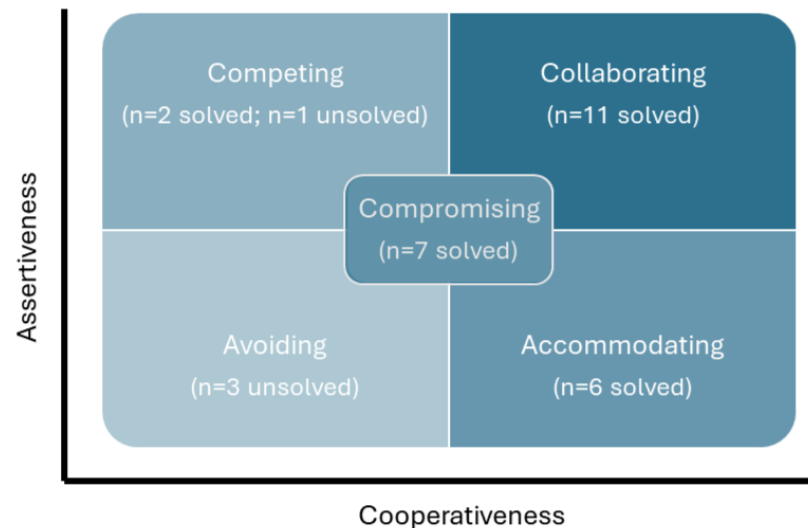 Competing
(n=2 solved; n=1 unsolved)
Collaborating
(n=11 solved)
Compromising
(n=7 solved)
Avoiding
(n=3 unsolved)
Accommodating
(n=6 solved)
Assertiveness
Cooperativeness